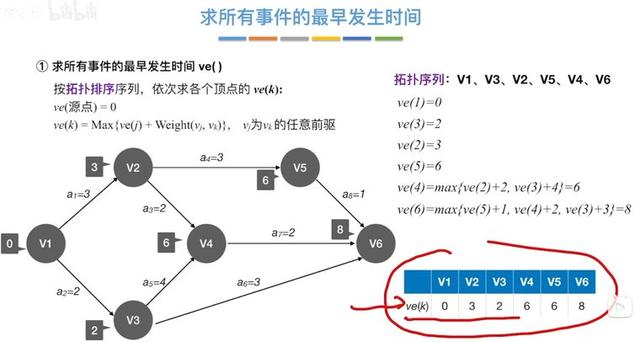 bilibili
求所有事件的最早发生时间
① 求所有事件的最早发生时间 ve( )
按拓扑排序序列，依次求各个顶点的 ve(k):
ve(源点) = 0
ve(k) = Max{ve(j) + Weight(vj, vk)}, vj为vk 的任意前驱
拓扑序列： V1、V3、V2、V5、V4、V6
ve(1)=0
ve(3)=2
ve(2)=3
ve(5)=6
ve(4)=max{ve(2)+2, ve(3)+4}=6
ve(6)=max{ve(5)+1, ve(4)+2, ve(3)+3}=8
3 V2 a4=3 V5
6
a1=3 a3=2 a8=1
0 V1 6 V4 a7=2 8 V6
a2=2 a5=4 a6=3
2 V3
V1 V2 V3 V4 V5 V6
ve(k) 0 3 2 6 6 8